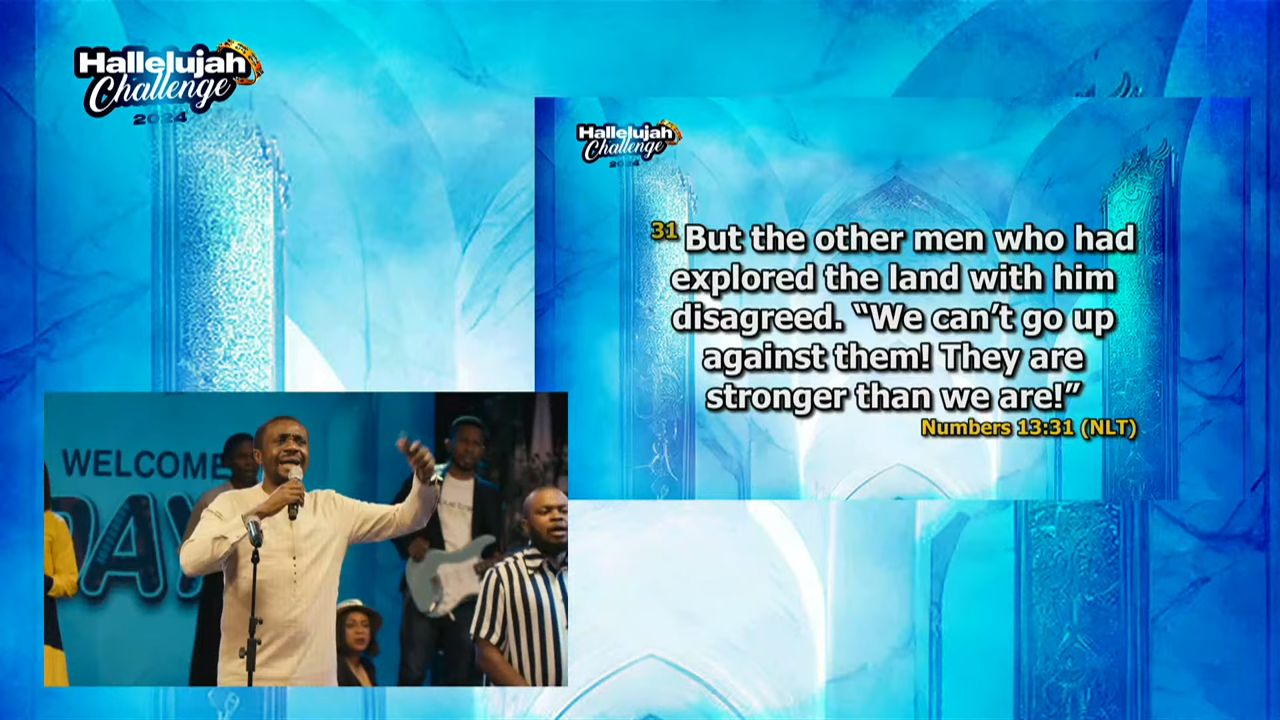 Hallelujah
Challenge
2024
Hallelujah
Challenge
2024
31 But the other men who had
explored the land with him
disagreed. “We can’t go up
against them! They are
stronger than we are!”
Numbers 13:31 (NLT)
WELCOME
DAY